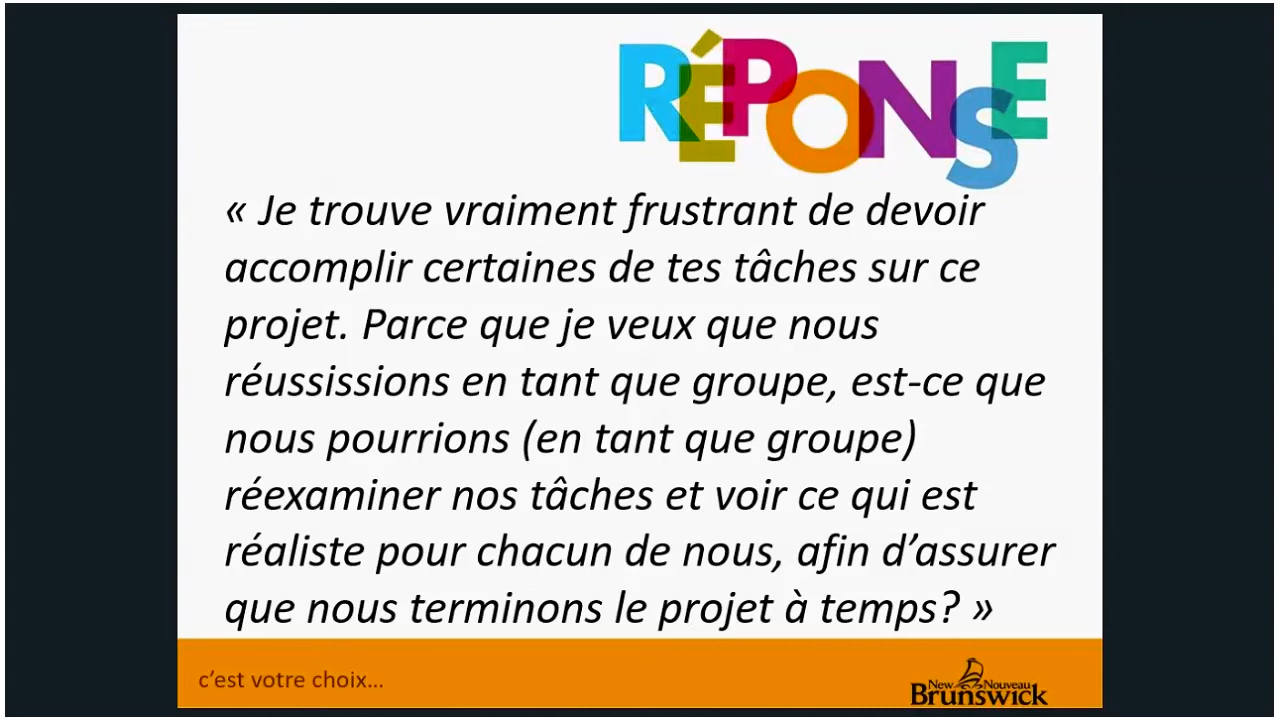 RÉPONSE
« Je trouve vraiment frustrant de devoir
accomplir certaines de tes tâches sur ce
projet. Parce que je veux que nous
réussissions en tant que groupe, est-ce que
nous pourrions (en tant que groupe)
réexaminer nos tâches et voir ce qui est
réaliste pour chacun de nous, afin d’assurer
que nous terminons le projet à temps? »
c’est votre choix…
New Nouveau
Brunswick